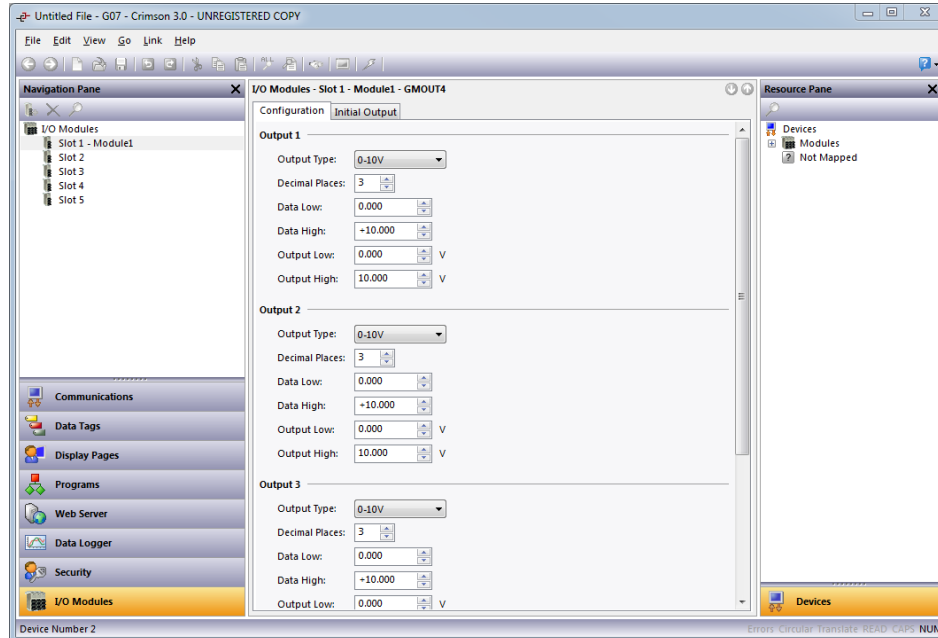 Untitled File - G07 - Crimson 3.0 - UNREGISTERED COPY
File Edit View Go Link Help
Navigation Pane
I/O Modules
Slot 1 - Module1
Slot 2
Slot 3
Slot 4
Slot 5
Communications
Data Tags
Display Pages
Programs
Web Server
Data Logger
Security
I/O Modules
I/O Modules - Slot 1 - Module1 - GMOUT4
Configuration Initial Output
Output 1
Output Type: 0-10V
Decimal Places: 3
Data Low: 0.000
Data High: +10.000
Output Low: 0.000 V
Output High: 10.000 V
Output 2
Output Type: 0-10V
Decimal Places: 3
Data Low: 0.000
Data High: +10.000
Output Low: 0.000 V
Output High: 10.000 V
Output 3
Output Type: 0-10V
Decimal Places: 3
Data Low: 0.000
Data High: +10.000
Output Low: 0.000 V
Resource Pane
Devices
Modules
? Not Mapped
Devices
Device Number 2
Errors Circular Translate READ CAPS NUM